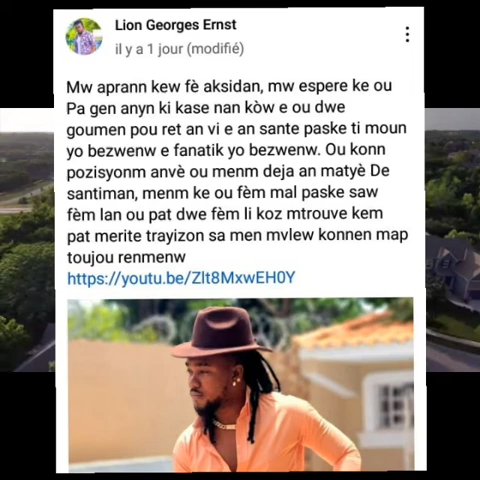 Lion Georges Ernst
il y a 1 jour (modifié)
Mw aprann kew fè aksidan, mw espere ke ou
Pa gen anyn ki kase nan kòw e ou dwe
goumen pou ret an vi e an sante paske ti moun
yo bezwenw e fanatik yo bezwenw. Ou konn
pozisyonm anvè ou menm deja an matyè De
santiman, menm ke ou fèm mal paske saw
fèm lan ou pat dwe fèm li koz mtrouve kem
pat merite trayizon sa men mvlew konnen map
toujou renmenw
https://youtu.be/Zlt8MxwEH0Y